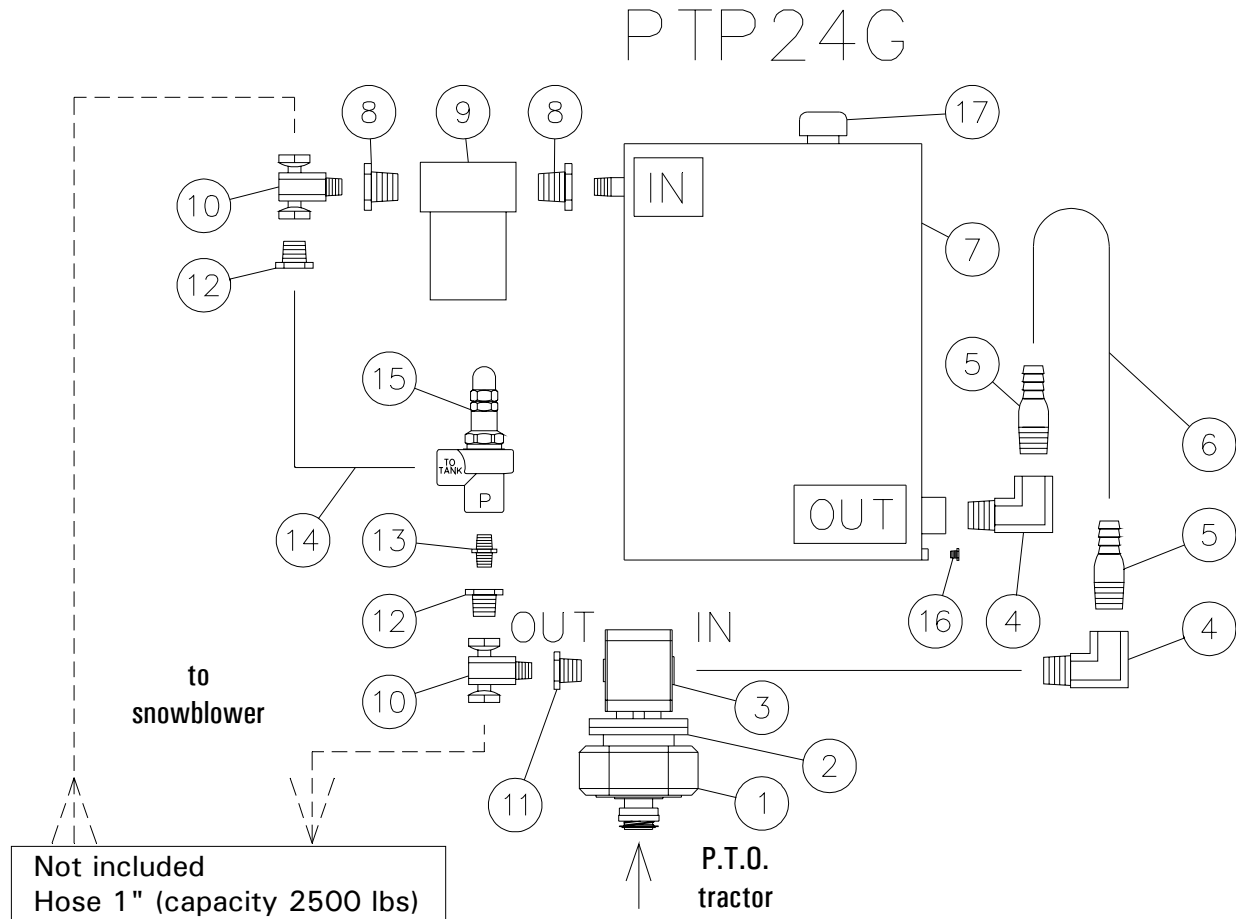 PTP24G
8
9
8
17
10
IN
7
12
5
15
TO
TANK
P
6
OUT
14
13
5
16
4
12
OUT
IN
4
to
snowblower
10
3
2
11
1
P.T.O.
tractor
Not included
Hose 1" (capacity 2500 lbs)